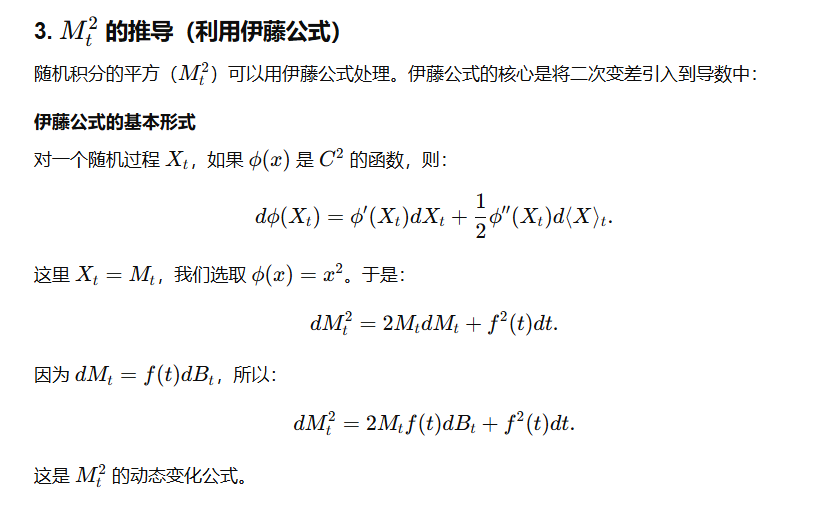 3. $M_t^2$ 的推导（利用伊藤公式）
随机积分的平方（$M_t^2$）可以用伊藤公式处理。伊藤公式的核心是将二次变差引入到导数中：
伊藤公式的基本形式
对一个随机过程 $X_t$，如果 $\phi(x)$ 是 $C^2$ 的函数，则：
$d\phi(X_t) = \phi'(X_t)dX_t + \frac{1}{2}\phi''(X_t)d\langle X\rangle_t.$
这里 $X_t = M_t$，我们选取 $\phi(x) = x^2$。于是：
$dM_t^2 = 2M_t dM_t + f^2(t)dt.$
因为 $dM_t = f(t)dB_t$，所以：
$dM_t^2 = 2M_t f(t)dB_t + f^2(t)dt.$
这是 $M_t^2$ 的动态变化公式。